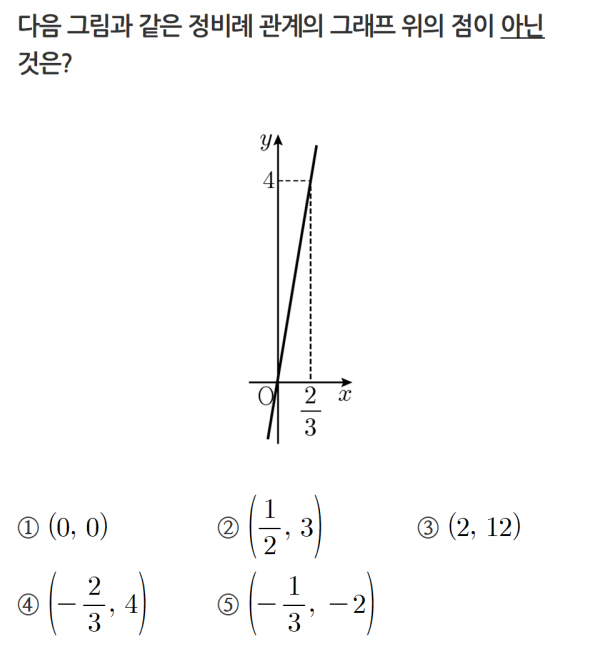 다음 그림과 같은 정비례 관계의 그래프 위의 점이 아닌
것은?
y
4
O 2/3 x
① (0, 0) ② (1/2, 3) ③ (2, 12)
④ (−2/3, 4) ⑤ (−1/3, −2)